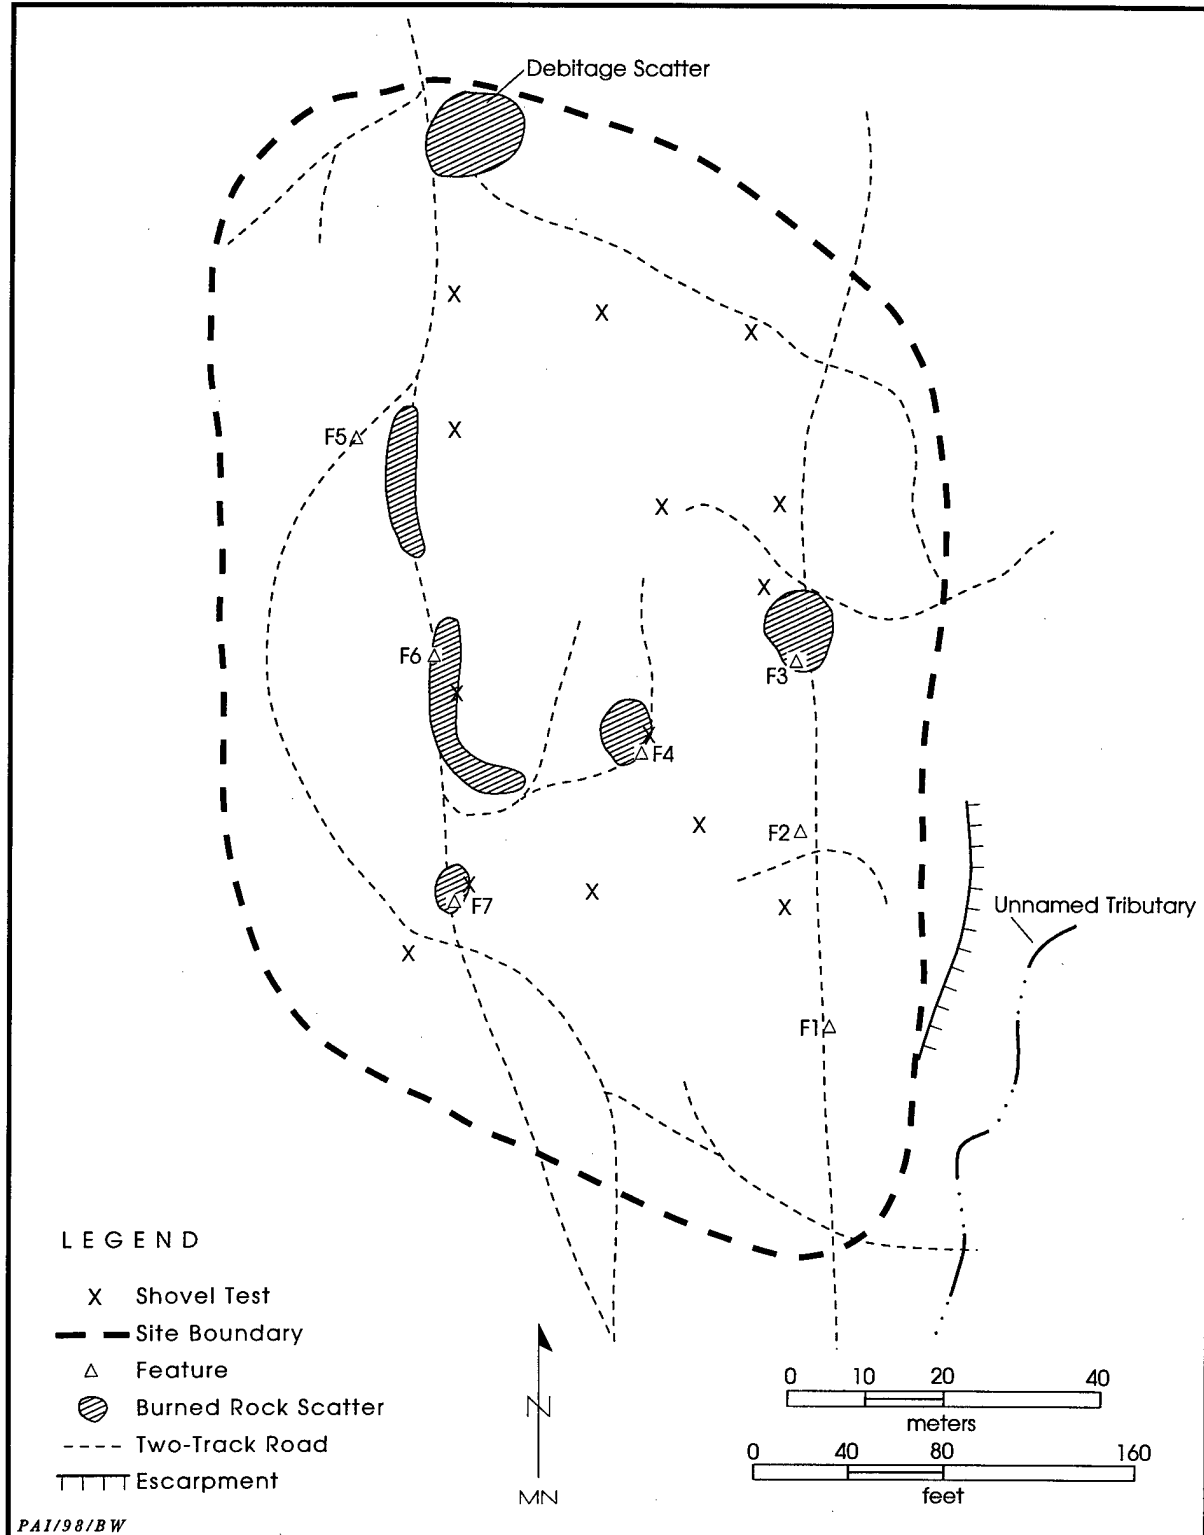 Debitage Scatter
X
X
X
F5
X
X
X
X
F6
F3
X
X
F4
X
F2
X
F7
X
X
Unnamed Tributary
X
F1
LEGEND
X Shovel Test
Site Boundary
Feature
Burned Rock Scatter
Two-Track Road
Escarpment
N
MN
0 10 20 40
meters
0 40 80 160
feet
PAI/98/BW